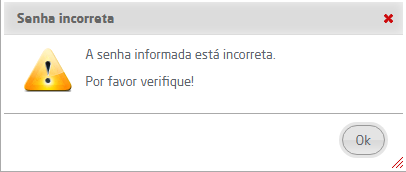 Senha incorreta
A senha informada está incorreta.
Por favor verifique!
Ok